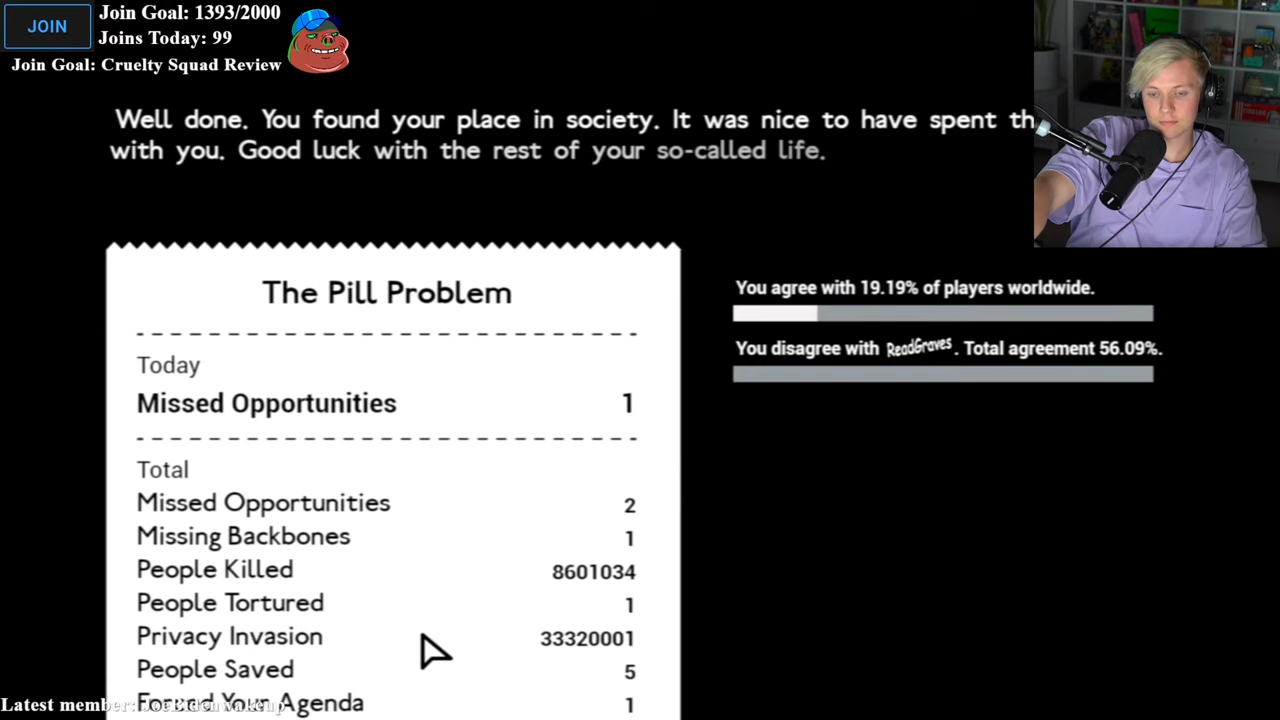 JOIN
Join Goal: 1393/2000
Joins Today: 99
Join Goal: Cruelty Squad Review
Well done. You found your place in society. It was nice to have spent th
with you. Good luck with the rest of your so-called life.
The Pill Problem
Today
Missed Opportunities 1
Total
Missed Opportunities 2
Missing Backbones 1
People Killed 8601034
People Tortured 1
Privacy Invasion 33320001
People Saved 5
Forced Your Agenda 1
You agree with 19.19% of players worldwide.
You disagree with ReadGraves. Total agreement 56.09%.
Latest member: JoeBidenwakeup